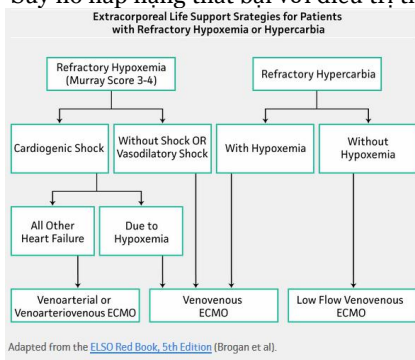 Extracorporeal Life Support Srategies for Patients
with Refractory Hypoxemia or Hypercarbia
Refractory Hypoxemia
(Murray Score 3-4)
Refractory Hypercarbia
Cardiogenic Shock
Without Shock OR
Vasodilatory Shock
With Hypoxemia
Without
Hypoxemia
All Other
Heart Failure
Due to
Hypoxemia
Venoarterial or
Venoarteriovenous ECMO
Venovenous
ECMO
Low Flow Venovenous
ECMO
Adapted from the ELSO Red Book, 5th Edition (Brogan et al).